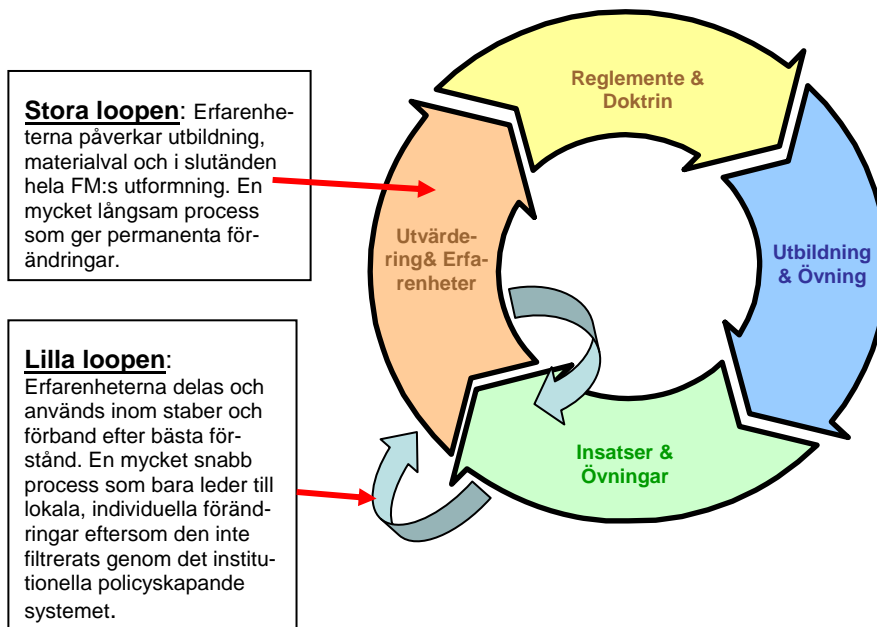 Stora loopen: Erfarenhe-
terna påverkar utbildning,
materialval och i slutänden
hela FM:s utformning. En
mycket långsam process
som ger permanenta för-
ändringar.
Lilla loopen:
Erfarenheterna delas och
används inom staber och
förband efter bästa för-
stånd. En mycket snabb
process som bara leder till
lokala, individuella föränd-
ringar eftersom den inte
filtrerats genom det institu-
tionella policyskapande
systemet.
Reglemente &
Doktrin
Utbildning
& Övning
Insatser &
Övningar
Utvärde-
ring& Erfa-
renheter